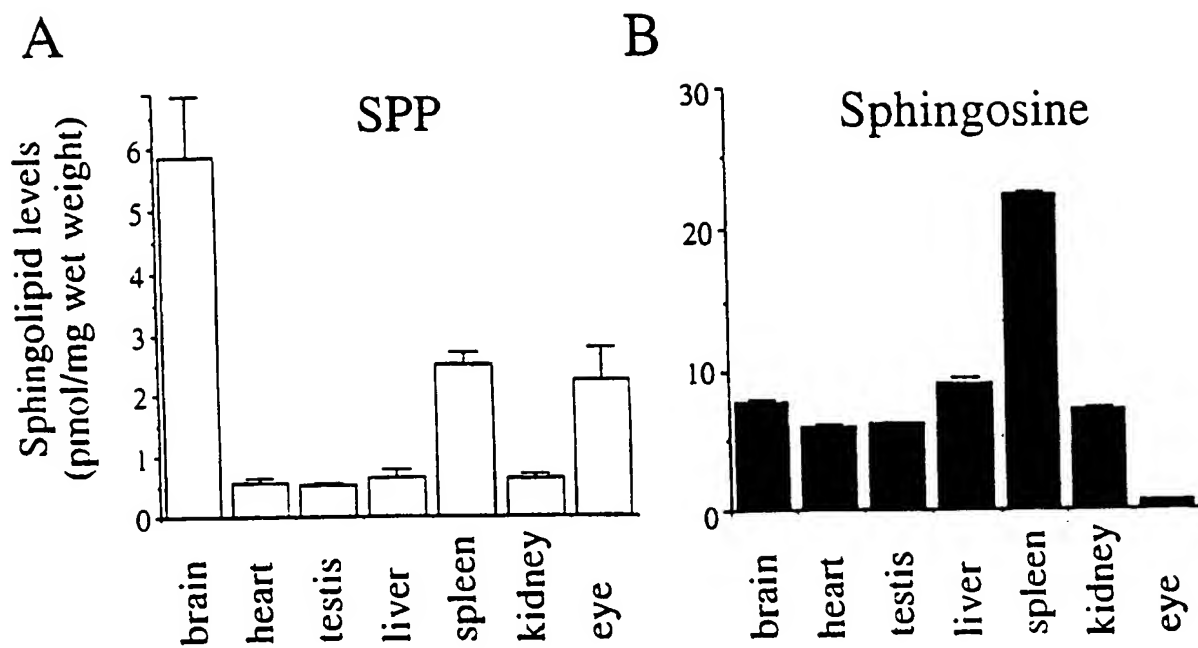 A
SPP
Sphingolipid levels
(pmol/mg wet weight)
6
5
4
3
2
1
0
brain
heart
testis
liver
spleen
kidney
eye
B
Sphingosine
30
20
10
0
brain
heart
testis
liver
spleen
kidney
eye